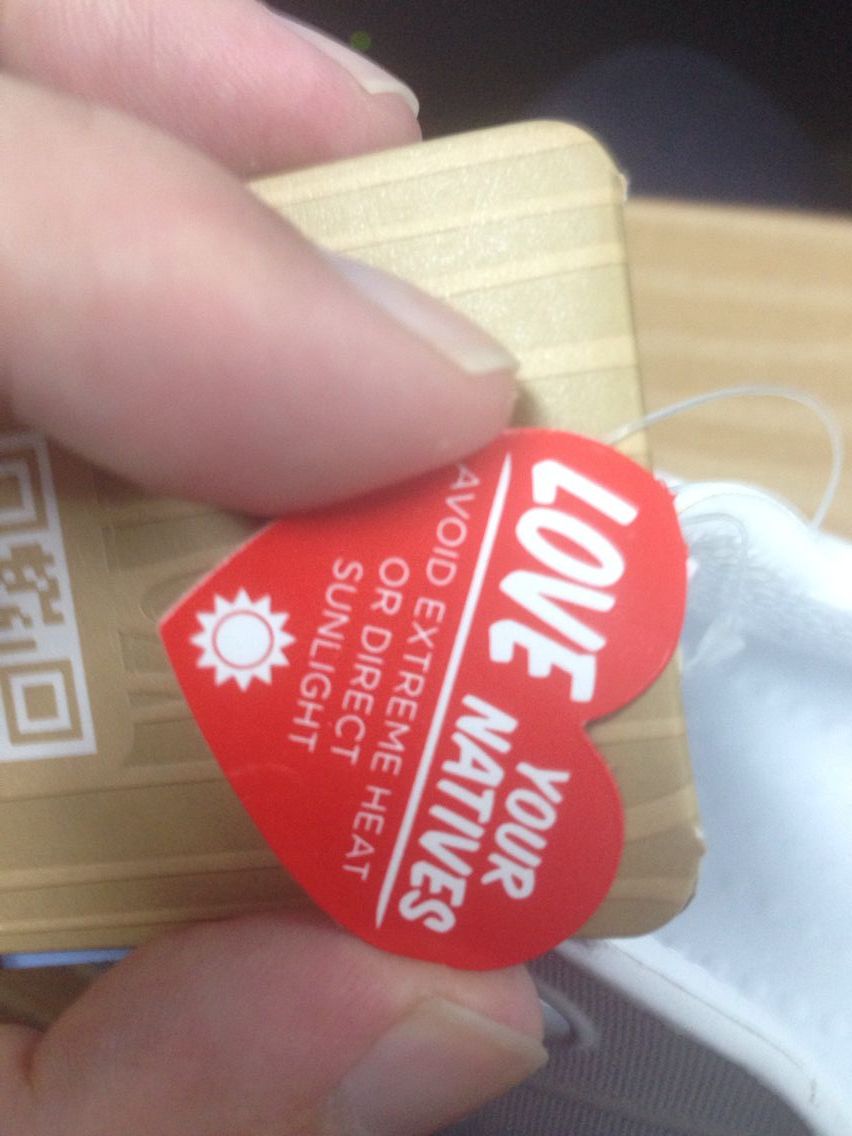 LOVE
YOUR
NATIVES
AVOID EXTREME HEAT
OR DIRECT
SUNLIGHT